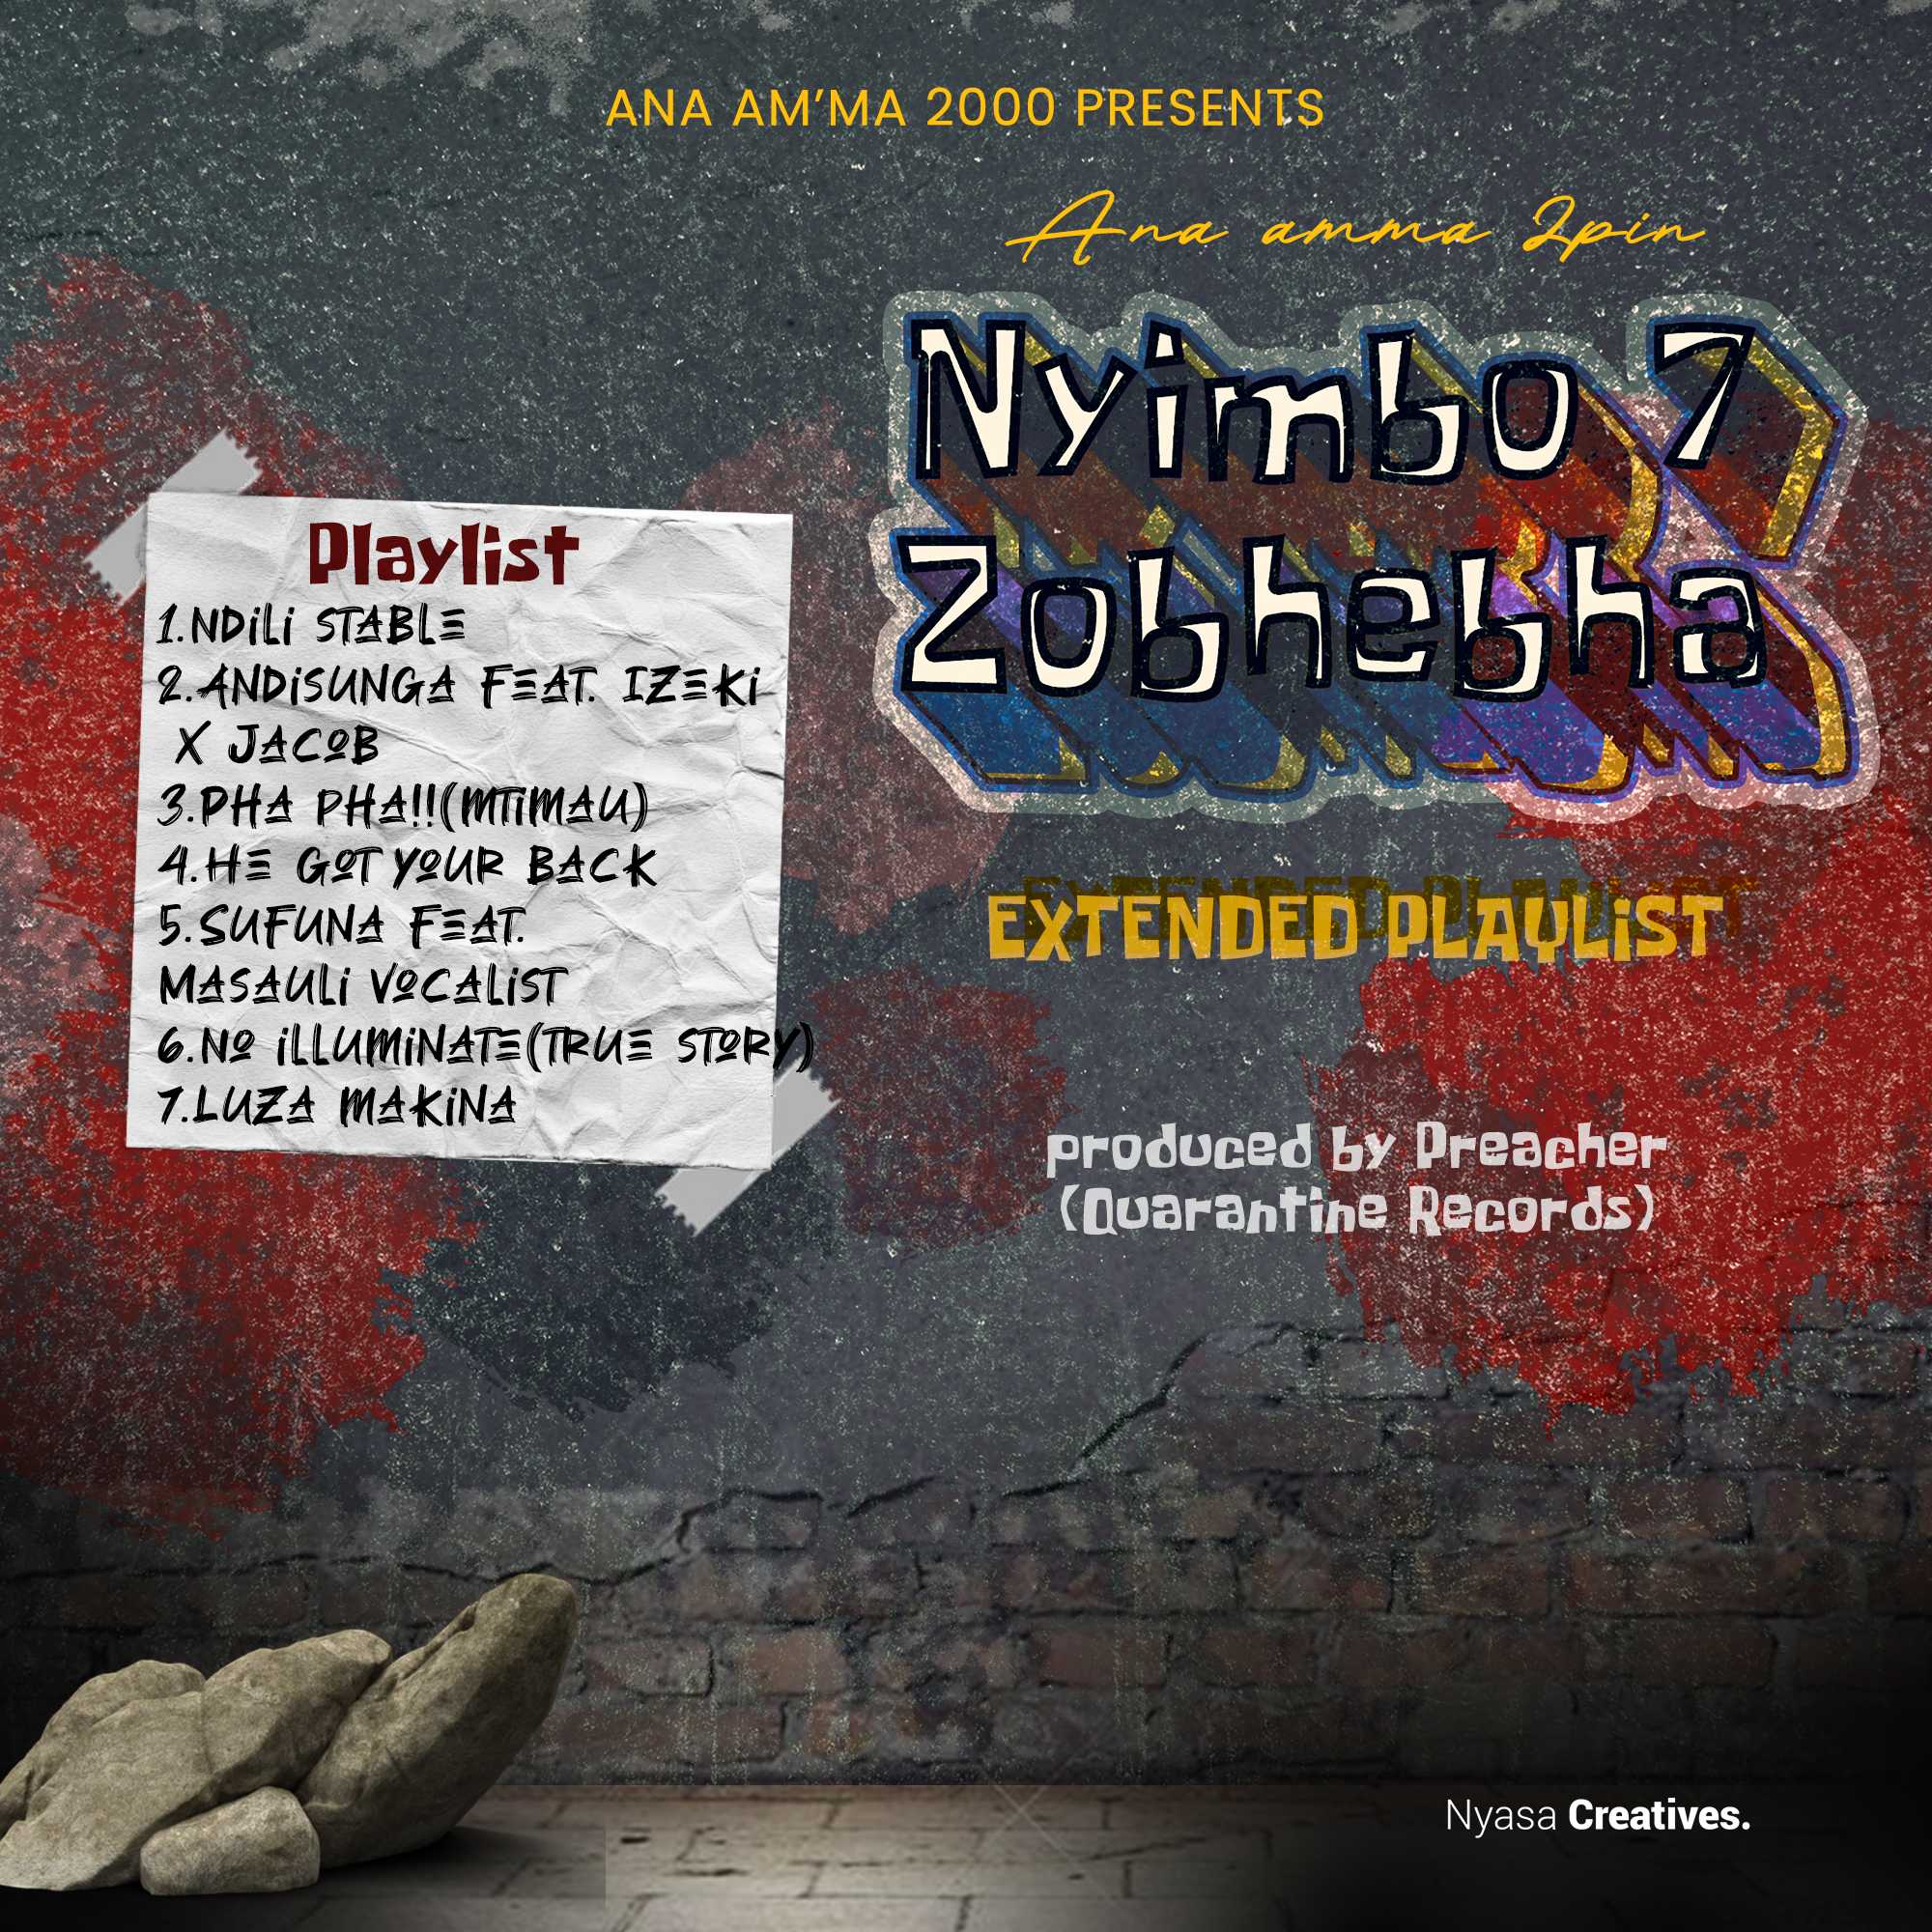 ANA AM'MA 2000 PRESENTS
Ana amma 2pin
Nyimbo 7
Zobhebha
EXTENDED PLAYLiST
produced by Preacher
(Quarantine Records)
Playlist
1.NDiLi STABLE
2.ANDiSUNGA FEAT. IZEKi
X JACOB
3.PHA PHA!!(MTiMAU)
4.HE GOT YOUR BACK
5.SUFUNA FEAT.
MASAULi VOCALiST
6.NO iLLUMiNATE(TRUE STORY)
7.LUZA MAKiNA
Nyasa Creatives.